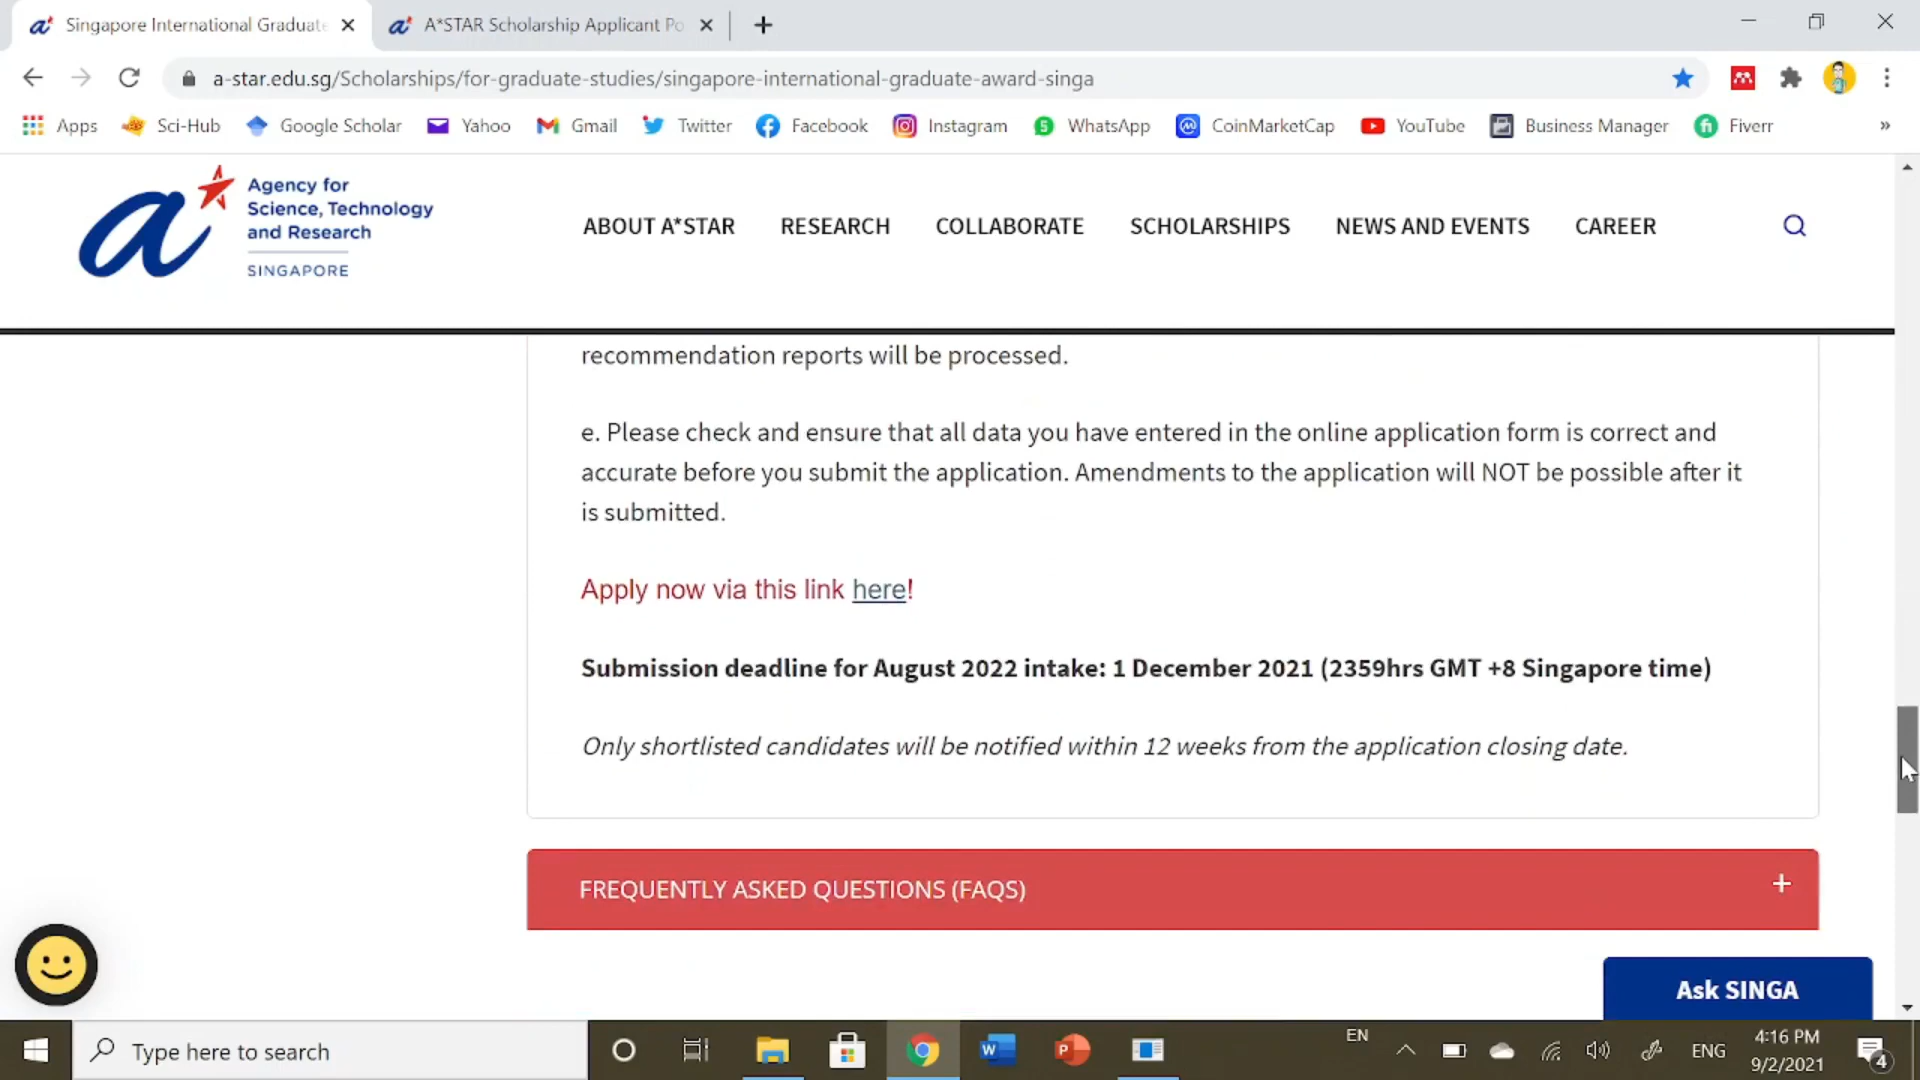 Singapore International Graduate
A*STAR Scholarship Applicant Po
a-star.edu.sg/Scholarships/for-graduate-studies/singapore-international-graduate-award-singa
Apps
Sci-Hub
Google Scholar
Yahoo
Gmail
Twitter
Facebook
Instagram
WhatsApp
CoinMarketCap
YouTube
Business Manager
Fiverr
»
Agency for
Science, Technology
and Research
SINGAPORE
ABOUT A*STAR
RESEARCH
COLLABORATE
SCHOLARSHIPS
NEWS AND EVENTS
CAREER
recommendation reports will be processed.
e. Please check and ensure that all data you have entered in the online application form is correct and
accurate before you submit the application. Amendments to the application will NOT be possible after it
is submitted.
Apply now via this link here!
Submission deadline for August 2022 intake: 1 December 2021 (2359hrs GMT +8 Singapore time)
Only shortlisted candidates will be notified within 12 weeks from the application closing date.
FREQUENTLY ASKED QUESTIONS (FAQS)
+
Ask SINGA
Type here to search
EN
ENG
4:16 PM
9/2/2021
4